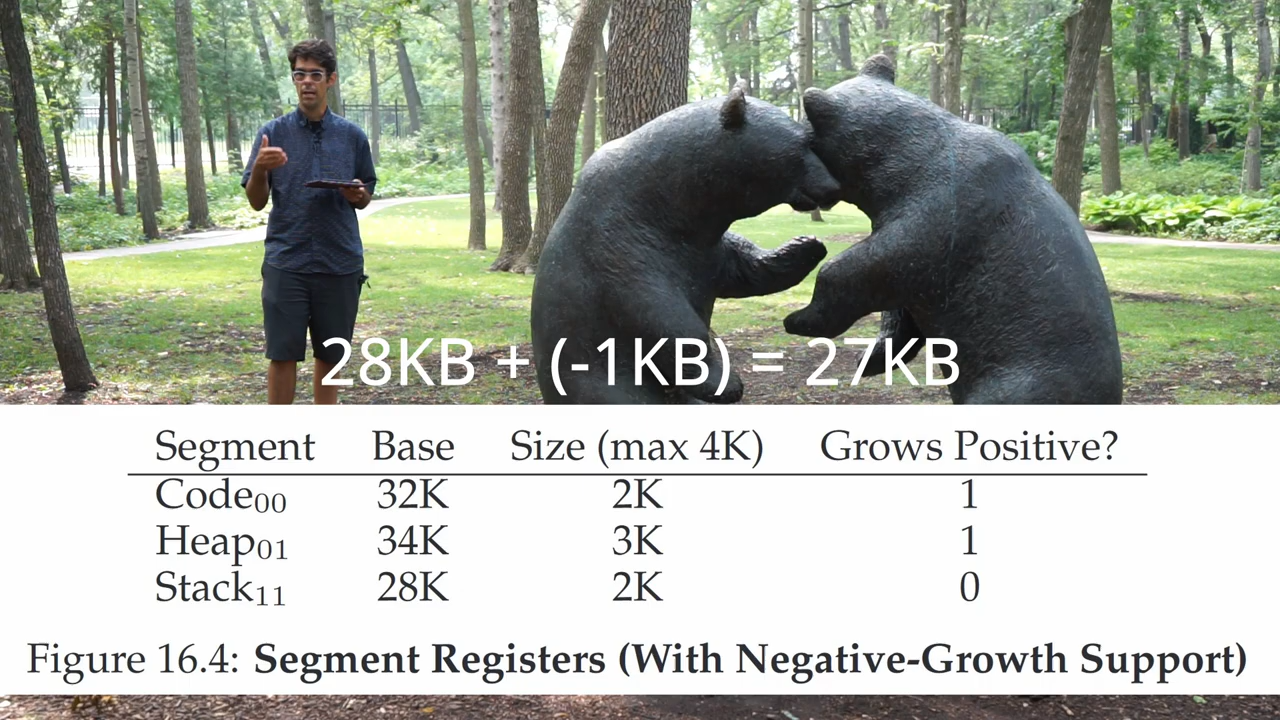 28KB + (-1KB) = 27KB
Segment Base Size (max 4K) Grows Positive?
Code00 32K 2K 1
Heap01 34K 3K 1
Stack11 28K 2K 0
Figure 16.4: Segment Registers (With Negative-Growth Support)